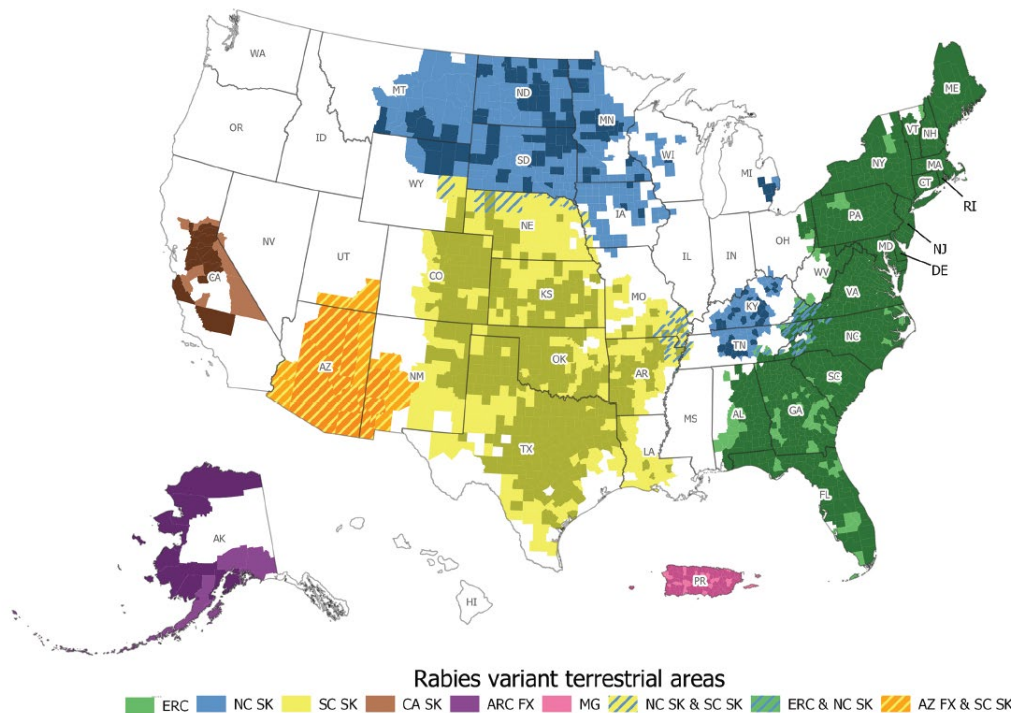 WA
ME
MT
ND
VT
NH
OR
MN
ID
NY
MA
WI
SD
CT
WY
MI
RI
IA
PA
NE
NJ
OH
MD
NV
IL
IN
DE
UT
WV
CA
CO
VA
KS
MO
KY
NC
TN
OK
AZ
NM
AR
SC
MS
AL
GA
TX
LA
FL
AK
PR
HI
Rabies variant terrestrial areas
ERC NC SK SC SK CA SK ARC FX MG NC SK & SC SK ERC & NC SK AZ FX & SC SK